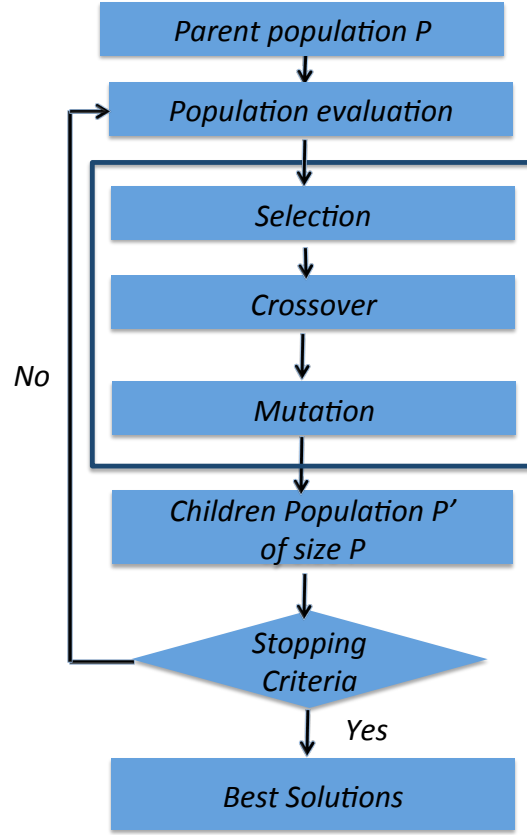 Parent population P
Population evaluation
Selection
Crossover
No
Mutation
Children Population P’
of size P
Stopping
Criteria
Yes
Best Solutions